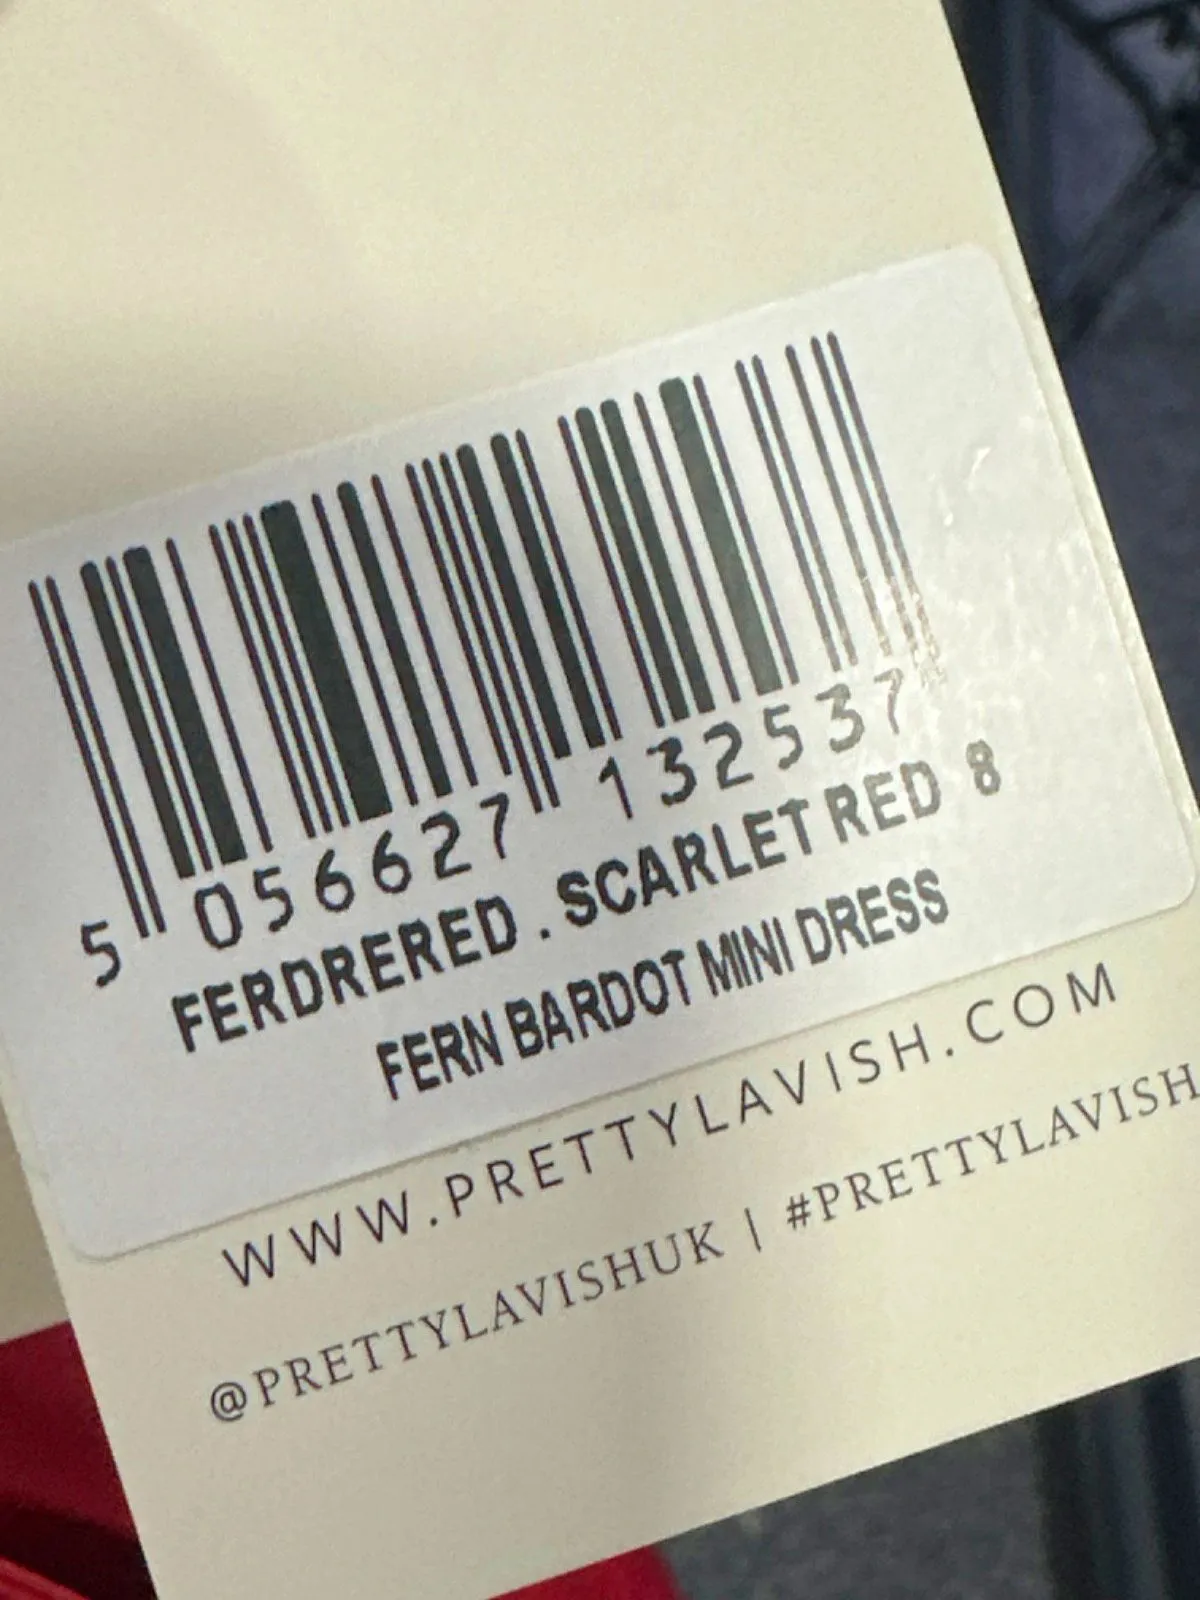 5 056627 132537
FERDRERED . SCARLET RED 8
FERN BARDOT MINI DRESS
WWW.PRETTYLAVISH.COM
@PRETTYLAVISHUK | #PRETTYLAVISH